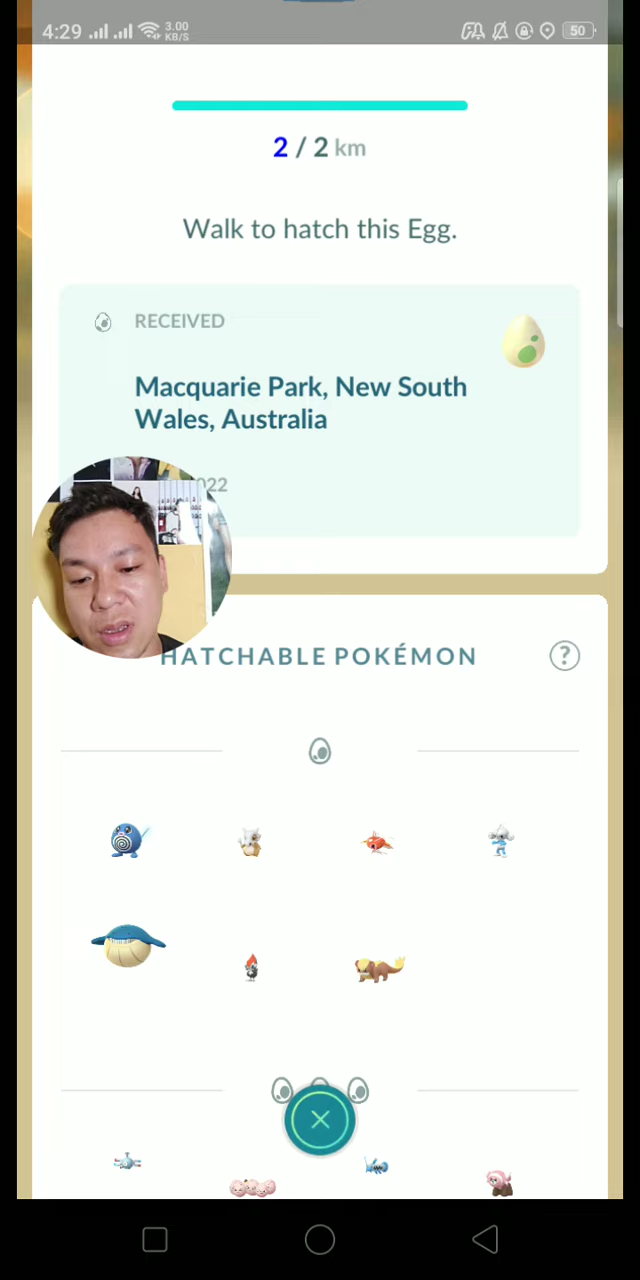 4:29
3.00
KB/S
50
2 / 2 km
Walk to hatch this Egg.
RECEIVED
Macquarie Park, New South
Wales, Australia
022
HATCHABLE POKÉMON
?